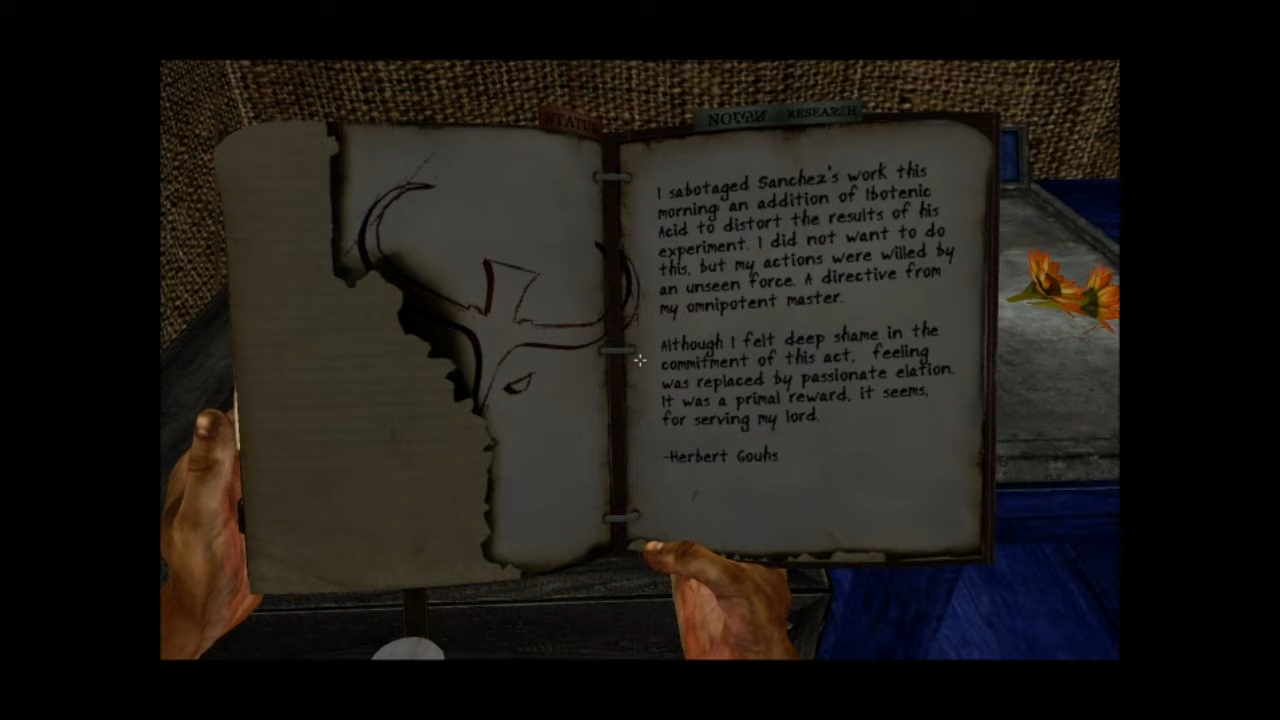 STATUS
RESEARCH
I sabotaged Sanchez's work this
morning: an addition of Ibotenic
Acid to distort the results of his
experiment. I did not want to do
this, but my actions were willed by
an unseen force. A directive from
my omnipotent master.
Although I felt deep shame in the
commitment of this act, feeling
was replaced by passionate elation.
It was a primal reward, it seems,
for serving my lord.
-Herbert Gouhs